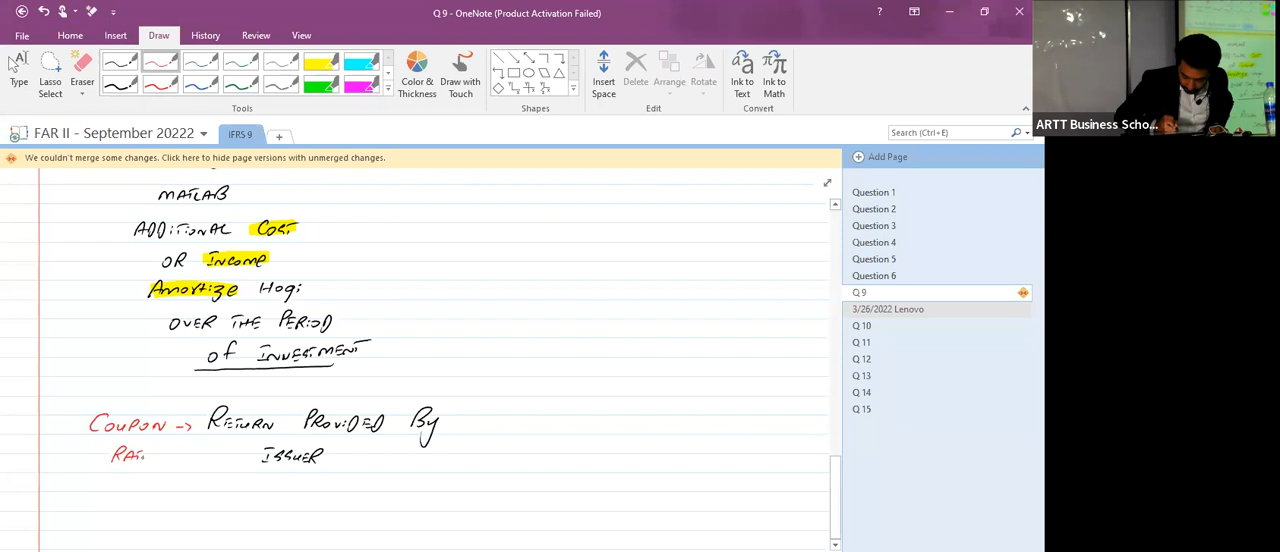 Q 9 - OneNote (Product Activation Failed)
File Home Insert Draw History Review View
Type Lasso Select Eraser Color & Thickness Draw with Touch Insert Space Delete Arrange Rotate Ink to Text Ink to Math
Tools Shapes Edit Convert
ARTT Business Scho...
FAR II - September 20222 IFRS 9 Search (Ctrl+E)
We couldn't merge some changes. Click here to hide page versions with unmerged changes.
Add Page
MATLAB
ADDITIONAL COST
OR INCOME
Amortize Hogi
OVER THE PERIOD
of INVESTMENT
COUPON → RETURN PROVIDED By
RAT ISSUER
Question 1
Question 2
Question 3
Question 4
Question 5
Question 6
Q 9
3/26/2022 Lenovo
Q 10
Q 11
Q 12
Q 13
Q 14
Q 15